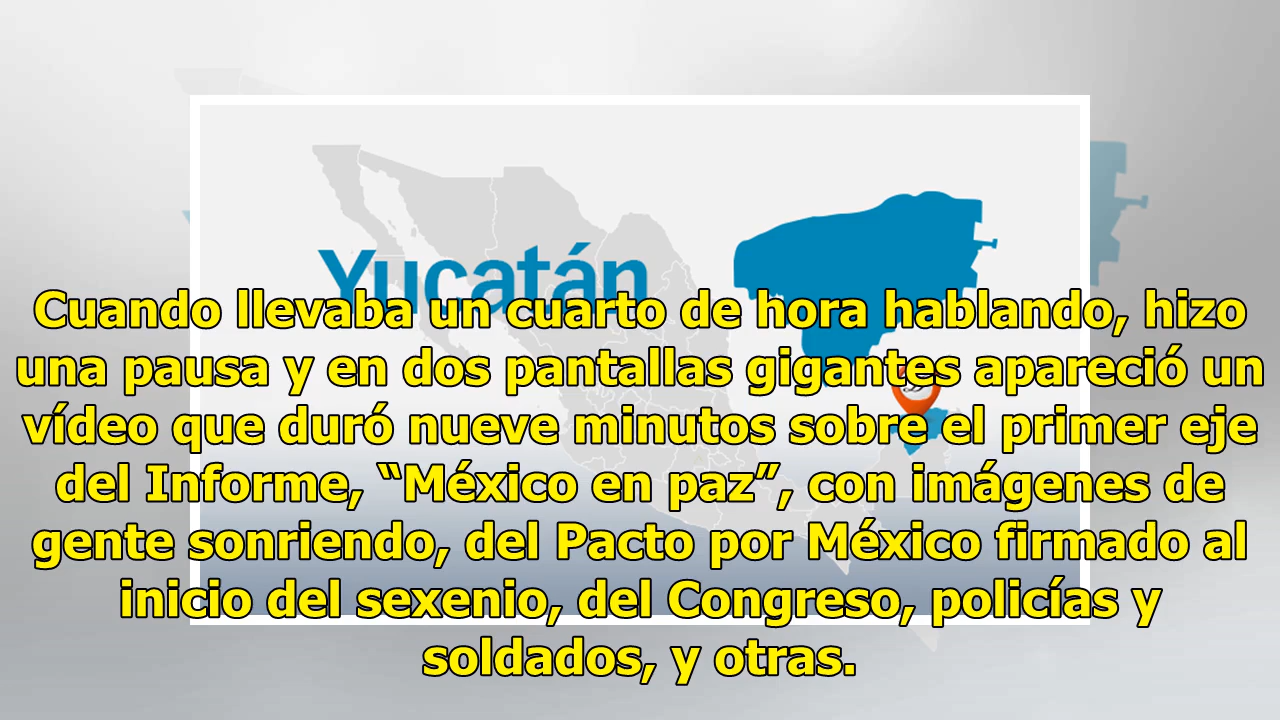 Yucatán
Cuando llevaba un cuarto de hora hablando, hizo
una pausa y en dos pantallas gigantes apareció un
vídeo que duró nueve minutos sobre el primer eje
del Informe, “México en paz”, con imágenes de
gente sonriendo, del Pacto por México firmado al
inicio del sexenio, del Congreso, policías y
soldados, y otras.